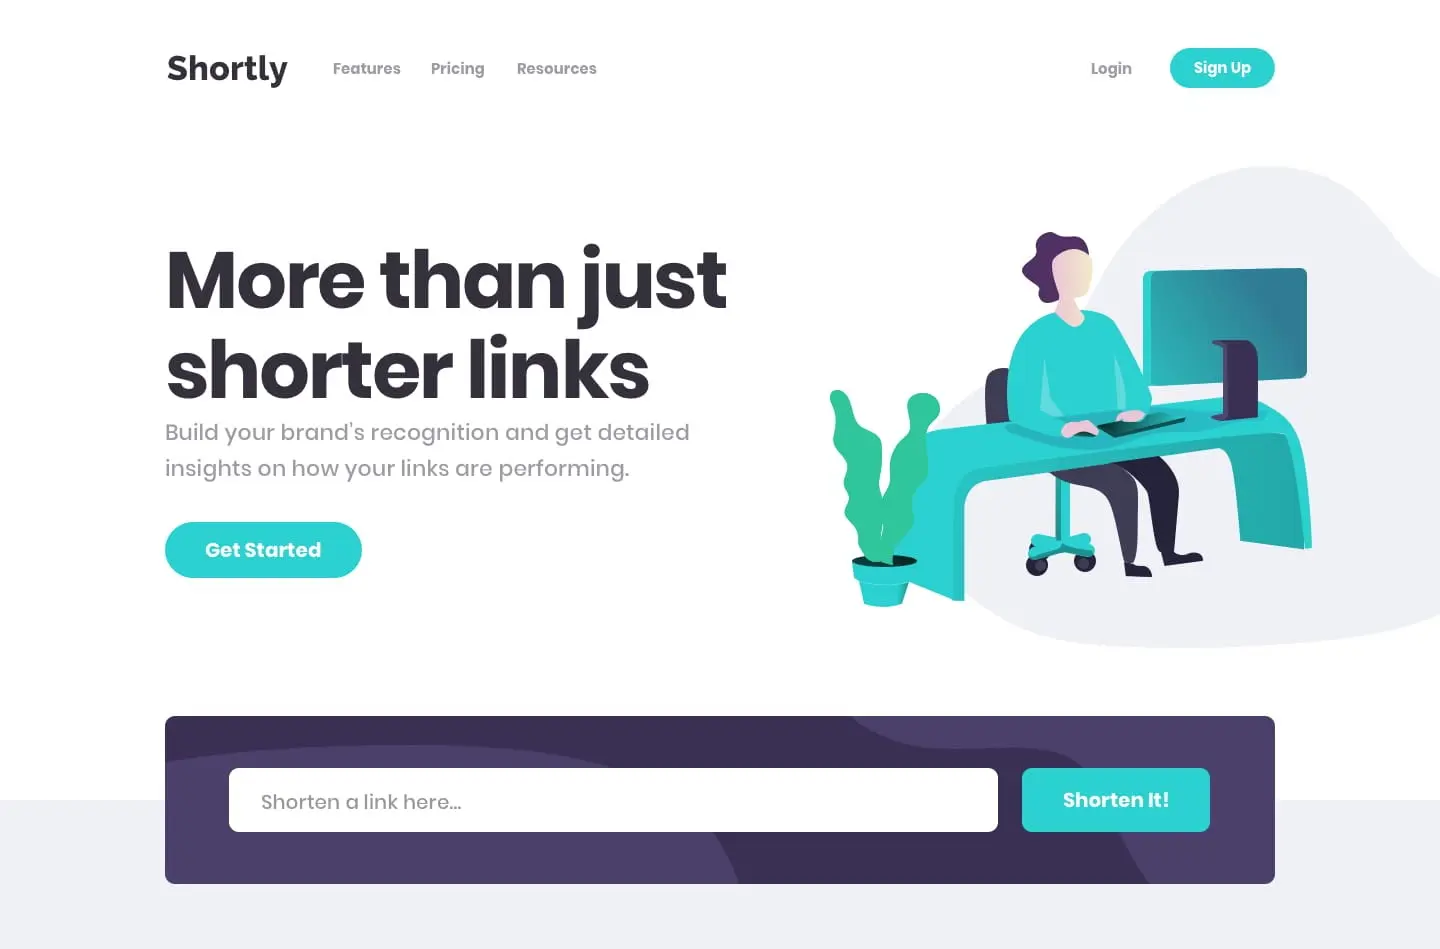 Shortly
Features
Pricing
Resources
Login
Sign Up
More than just
shorter links
Build your brand's recognition and get detailed
insights on how your links are performing.
Get Started
Shorten a link here...
Shorten It!